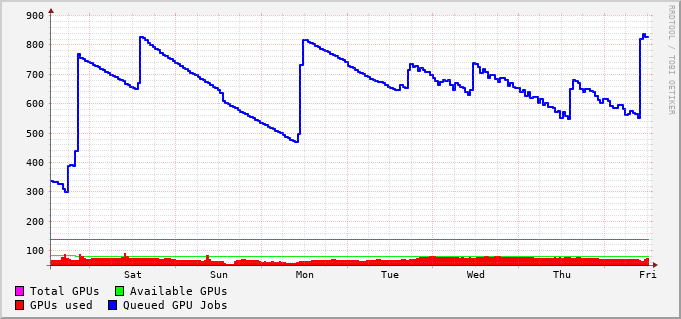 900
800
700
600
500
400
300
200
100
Sat Sun Mon Tue Wed Thu Fri
Total GPUs Available GPUs
GPUs used Queued GPU Jobs
RRDTOOL / TOBI OETIKER